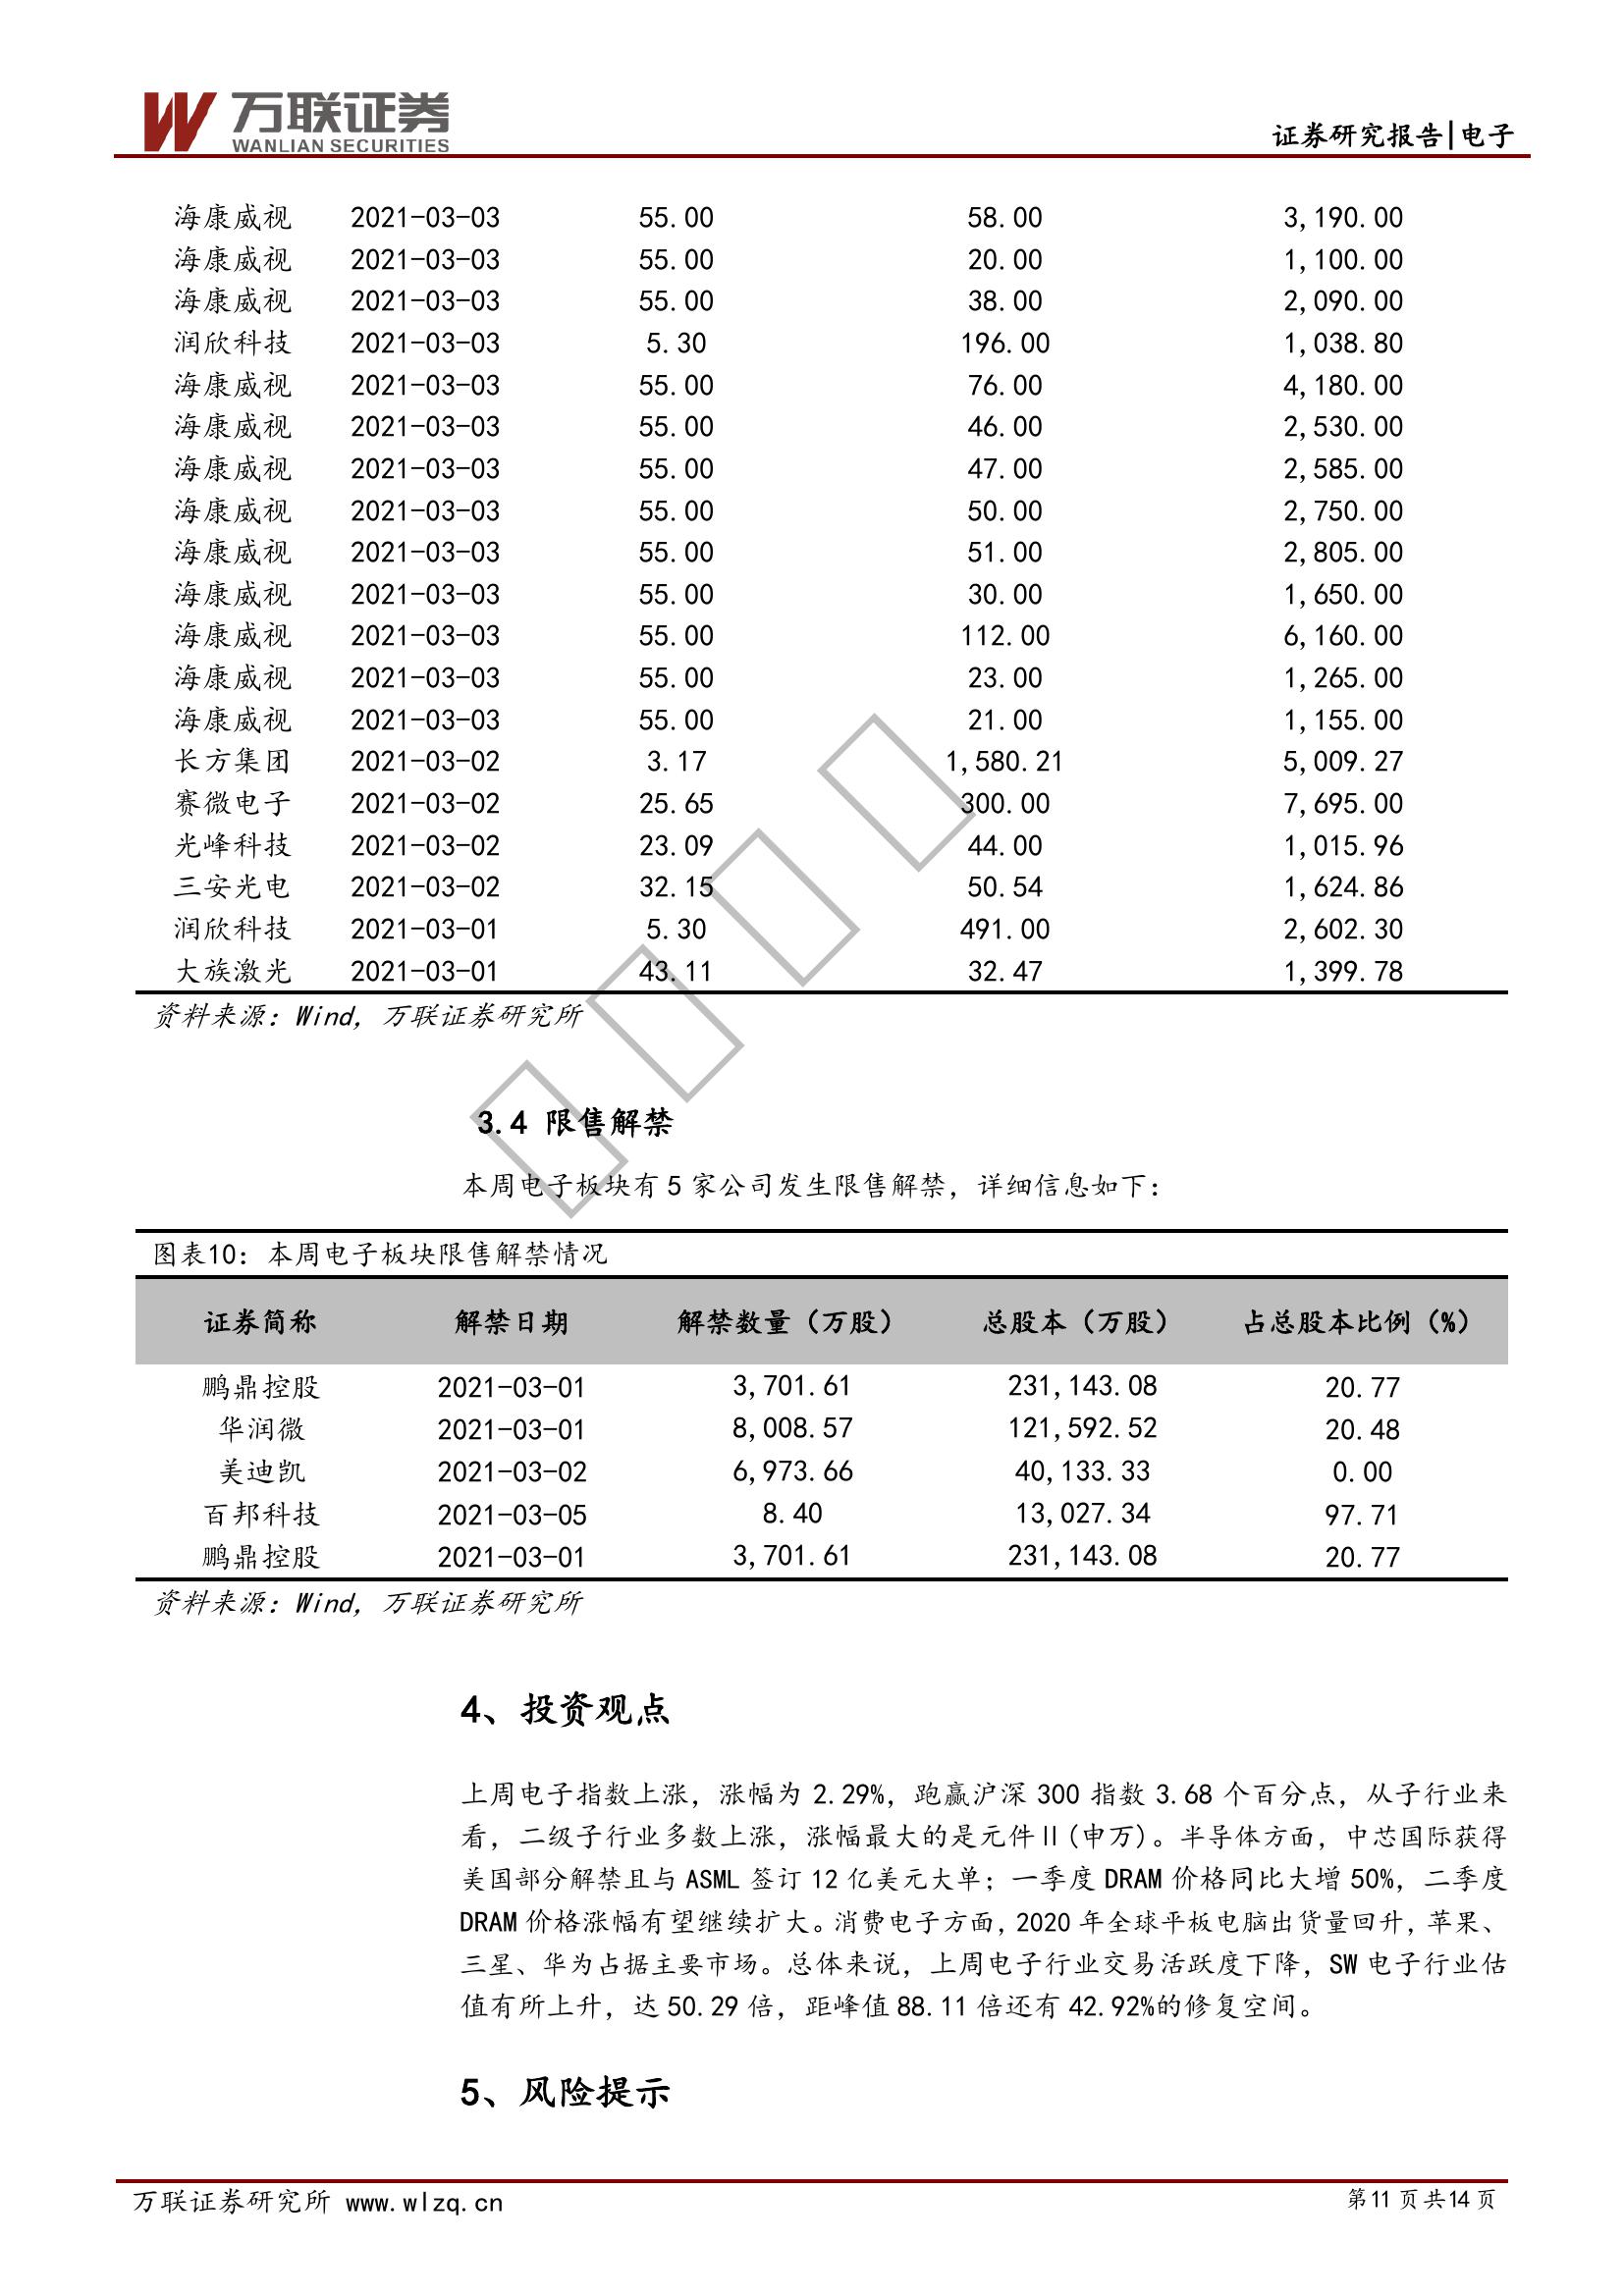 万联证券
WANLIAN SECURITIES
证券研究报告|电子
海康威视 2021-03-03 55.00 58.00 3,190.00
海康威视 2021-03-03 55.00 20.00 1,100.00
海康威视 2021-03-03 55.00 38.00 2,090.00
润欣科技 2021-03-03 5.30 196.00 1,038.80
海康威视 2021-03-03 55.00 76.00 4,180.00
海康威视 2021-03-03 55.00 46.00 2,530.00
海康威视 2021-03-03 55.00 47.00 2,585.00
海康威视 2021-03-03 55.00 50.00 2,750.00
海康威视 2021-03-03 55.00 51.00 2,805.00
海康威视 2021-03-03 55.00 30.00 1,650.00
海康威视 2021-03-03 55.00 112.00 6,160.00
海康威视 2021-03-03 55.00 23.00 1,265.00
海康威视 2021-03-03 55.00 21.00 1,155.00
长方集团 2021-03-02 3.17 1,580.21 5,009.27
赛微电子 2021-03-02 25.65 300.00 7,695.00
光峰科技 2021-03-02 23.09 44.00 1,015.96
三安光电 2021-03-02 32.15 50.54 1,624.86
润欣科技 2021-03-01 5.30 491.00 2,602.30
大族激光 2021-03-01 43.11 32.47 1,399.78
资料来源：Wind, 万联证券研究所
3.4 限售解禁
本周电子板块有 5 家公司发生限售解禁，详细信息如下：
图表10：本周电子板块限售解禁情况
证券简称 解禁日期 解禁数量（万股） 总股本（万股） 占总股本比例（%）
鹏鼎控股 2021-03-01 3,701.61 231,143.08 20.77
华润微 2021-03-01 8,008.57 121,592.52 20.48
美迪凯 2021-03-02 6,973.66 40,133.33 0.00
百邦科技 2021-03-05 8.40 13,027.34 97.71
鹏鼎控股 2021-03-01 3,701.61 231,143.08 20.77
资料来源：Wind, 万联证券研究所
4、投资观点
上周电子指数上涨，涨幅为 2.29%，跑赢沪深 300 指数 3.68 个百分点，从子行业来
看，二级子行业多数上涨，涨幅最大的是元件Ⅱ(申万)。半导体方面，中芯国际获得
美国部分解禁且与 ASML 签订 12 亿美元大单；一季度 DRAM 价格同比大增 50%，二季度
DRAM 价格涨幅有望继续扩大。消费电子方面，2020 年全球平板电脑出货量回升，苹果、
三星、华为占据主要市场。总体来说，上周电子行业交易活跃度下降，SW 电子行业估
值有所上升，达 50.29 倍，距峰值 88.11 倍还有 42.92%的修复空间。
5、风险提示
万联证券研究所 www.wlzq.cn
第 11 页 共 14 页